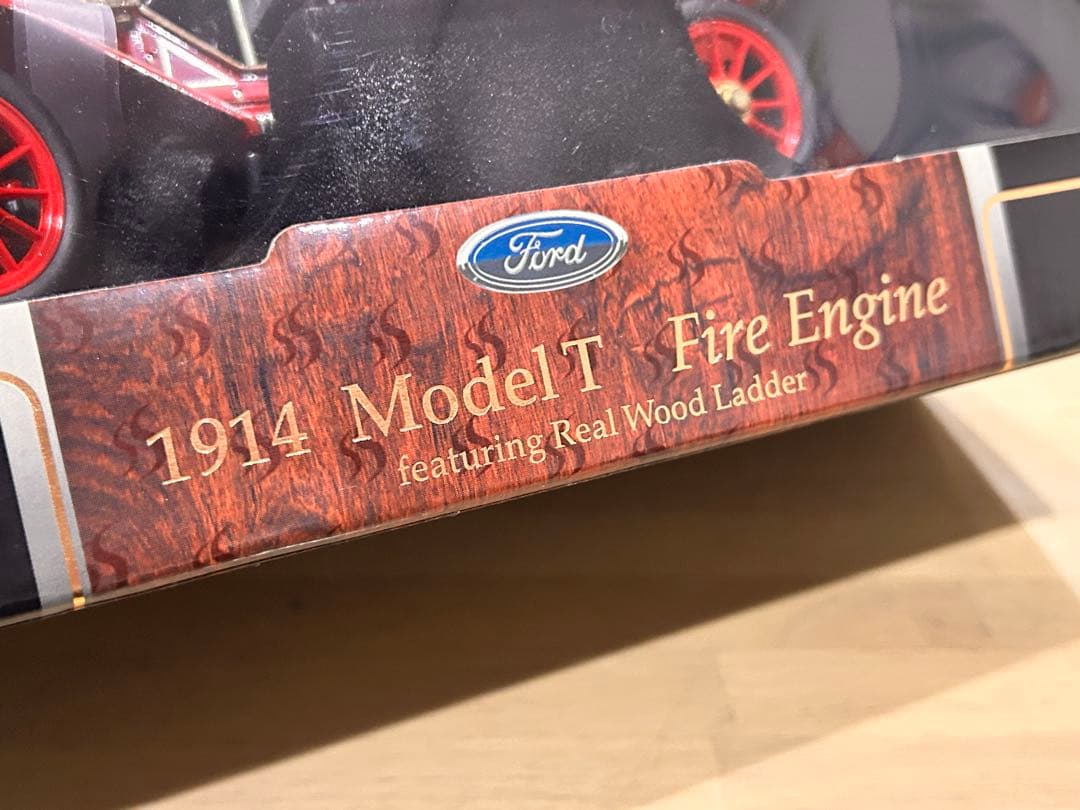 Ford
1914 Model T Fire Engine
featuring Real Wood Ladder